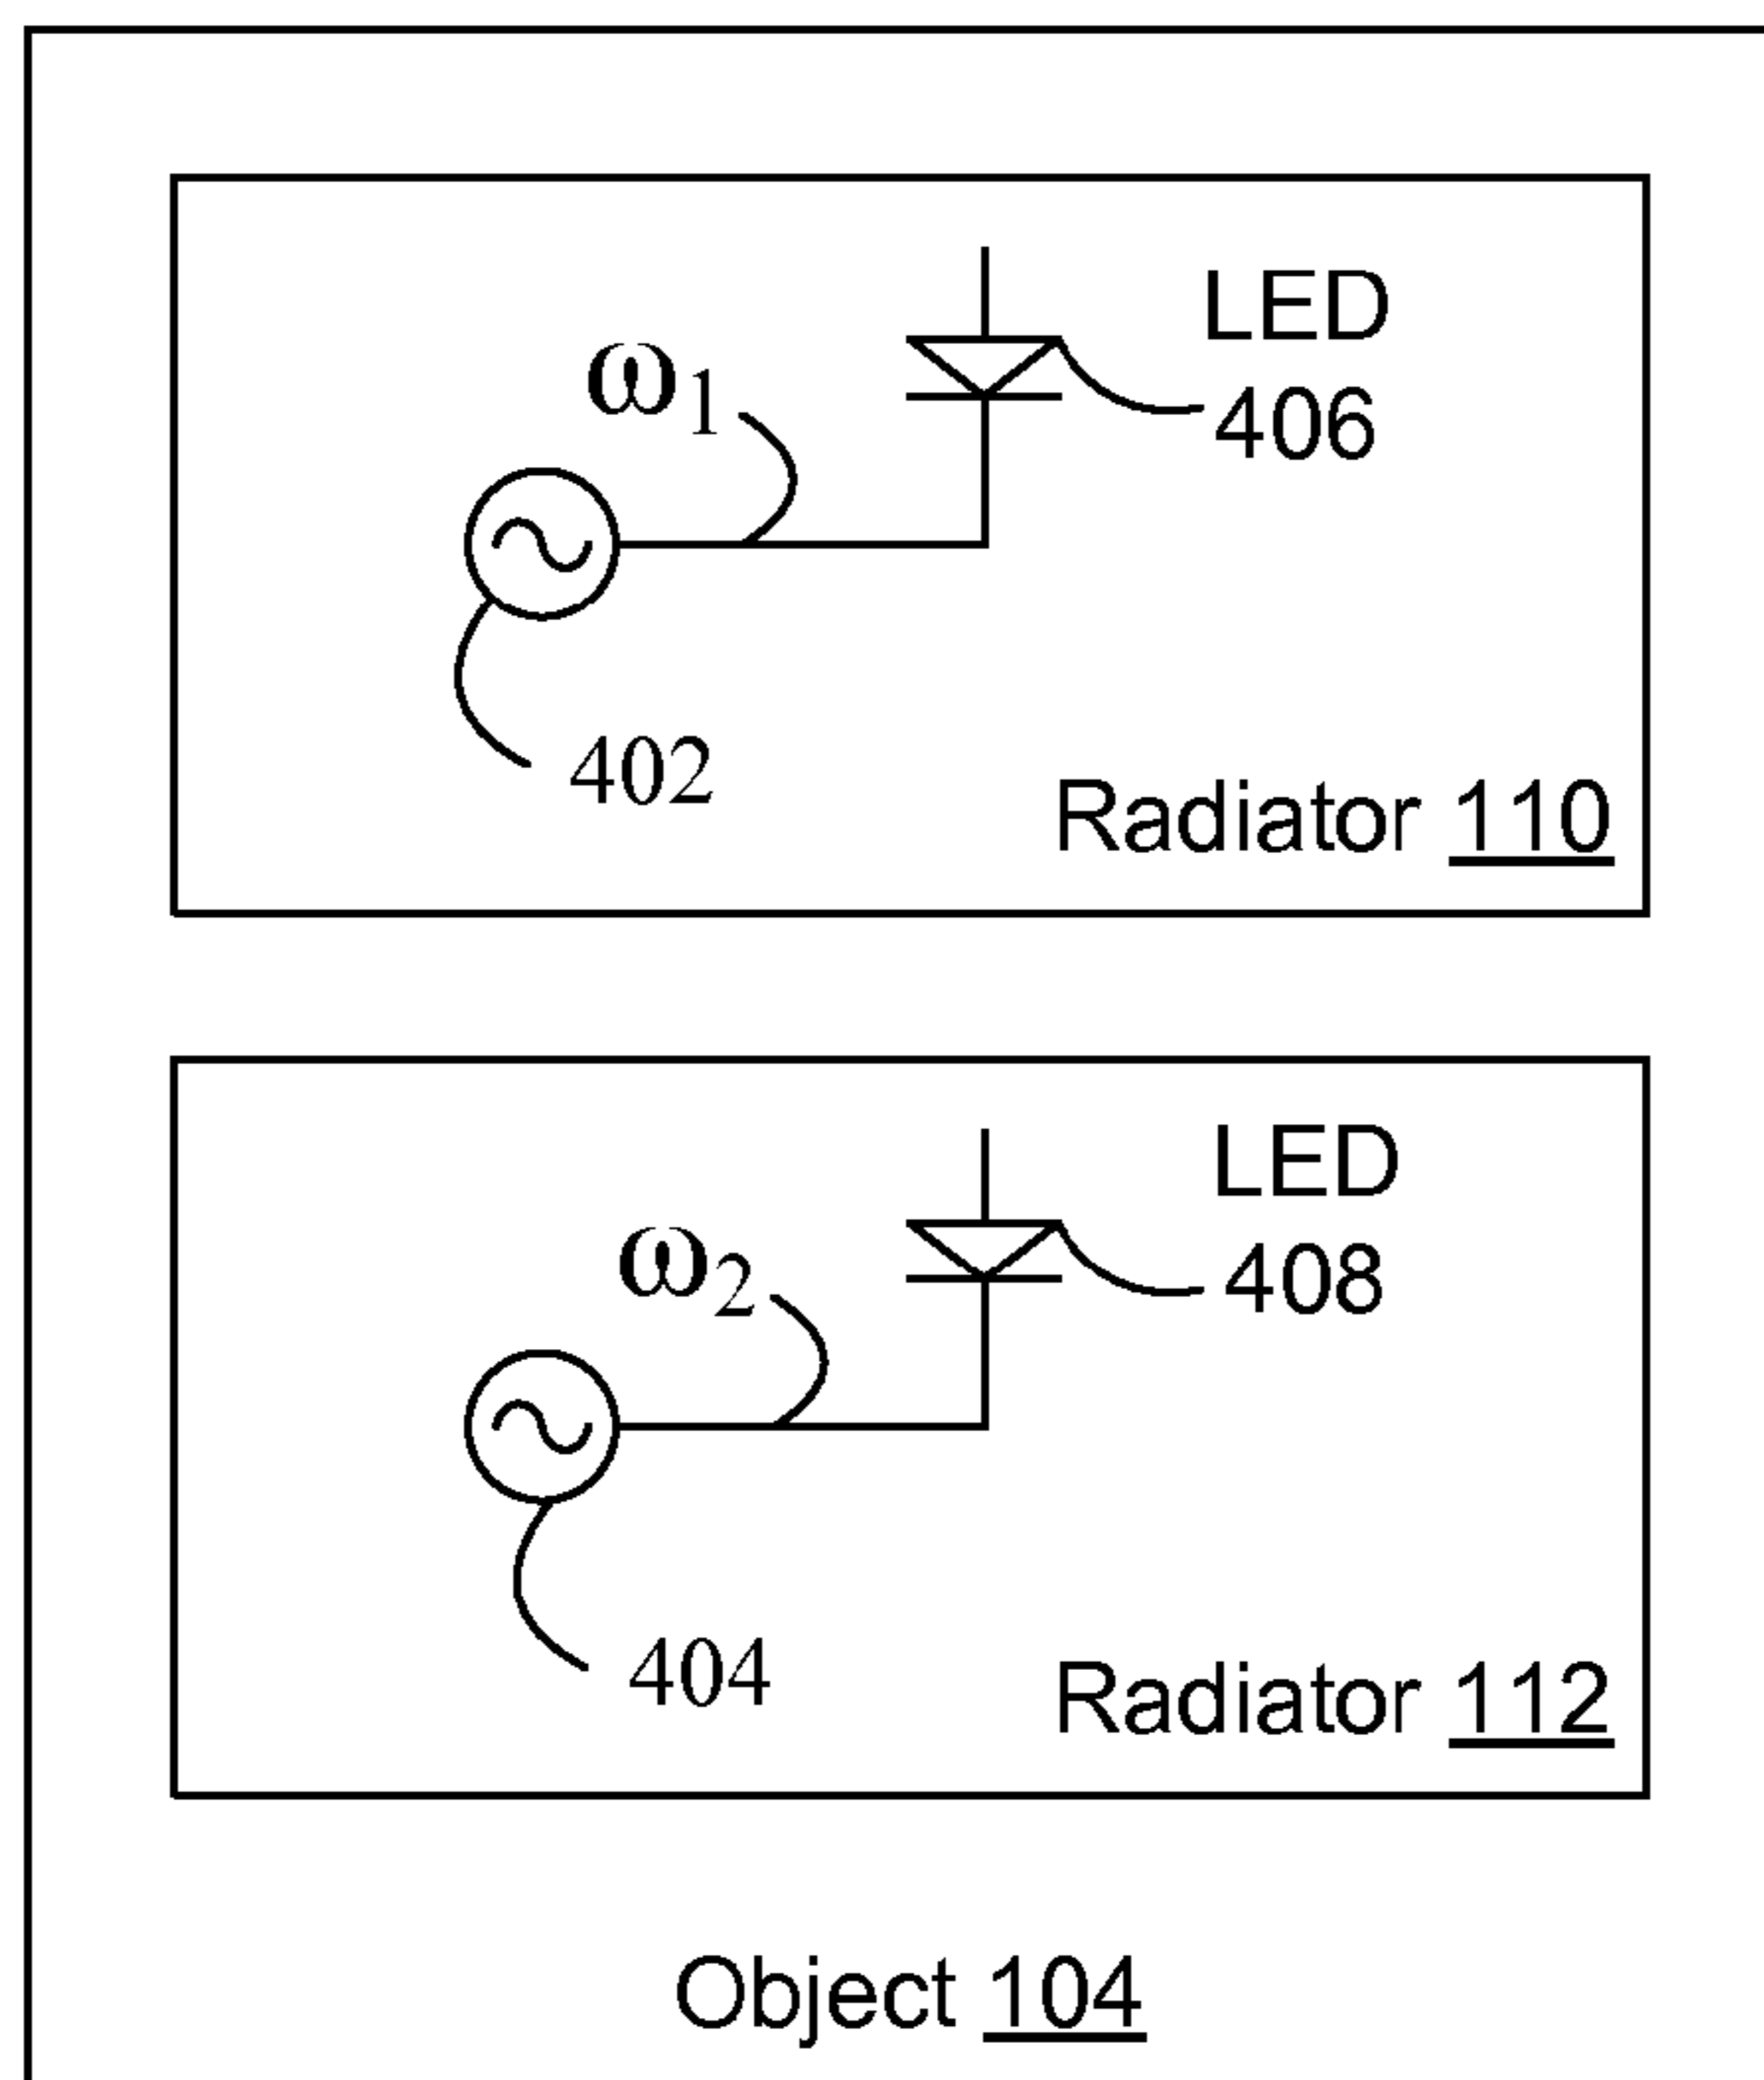 LED
406
ω1
402
Radiator 110
LED
408
ω2
404
Radiator 112
Object 104